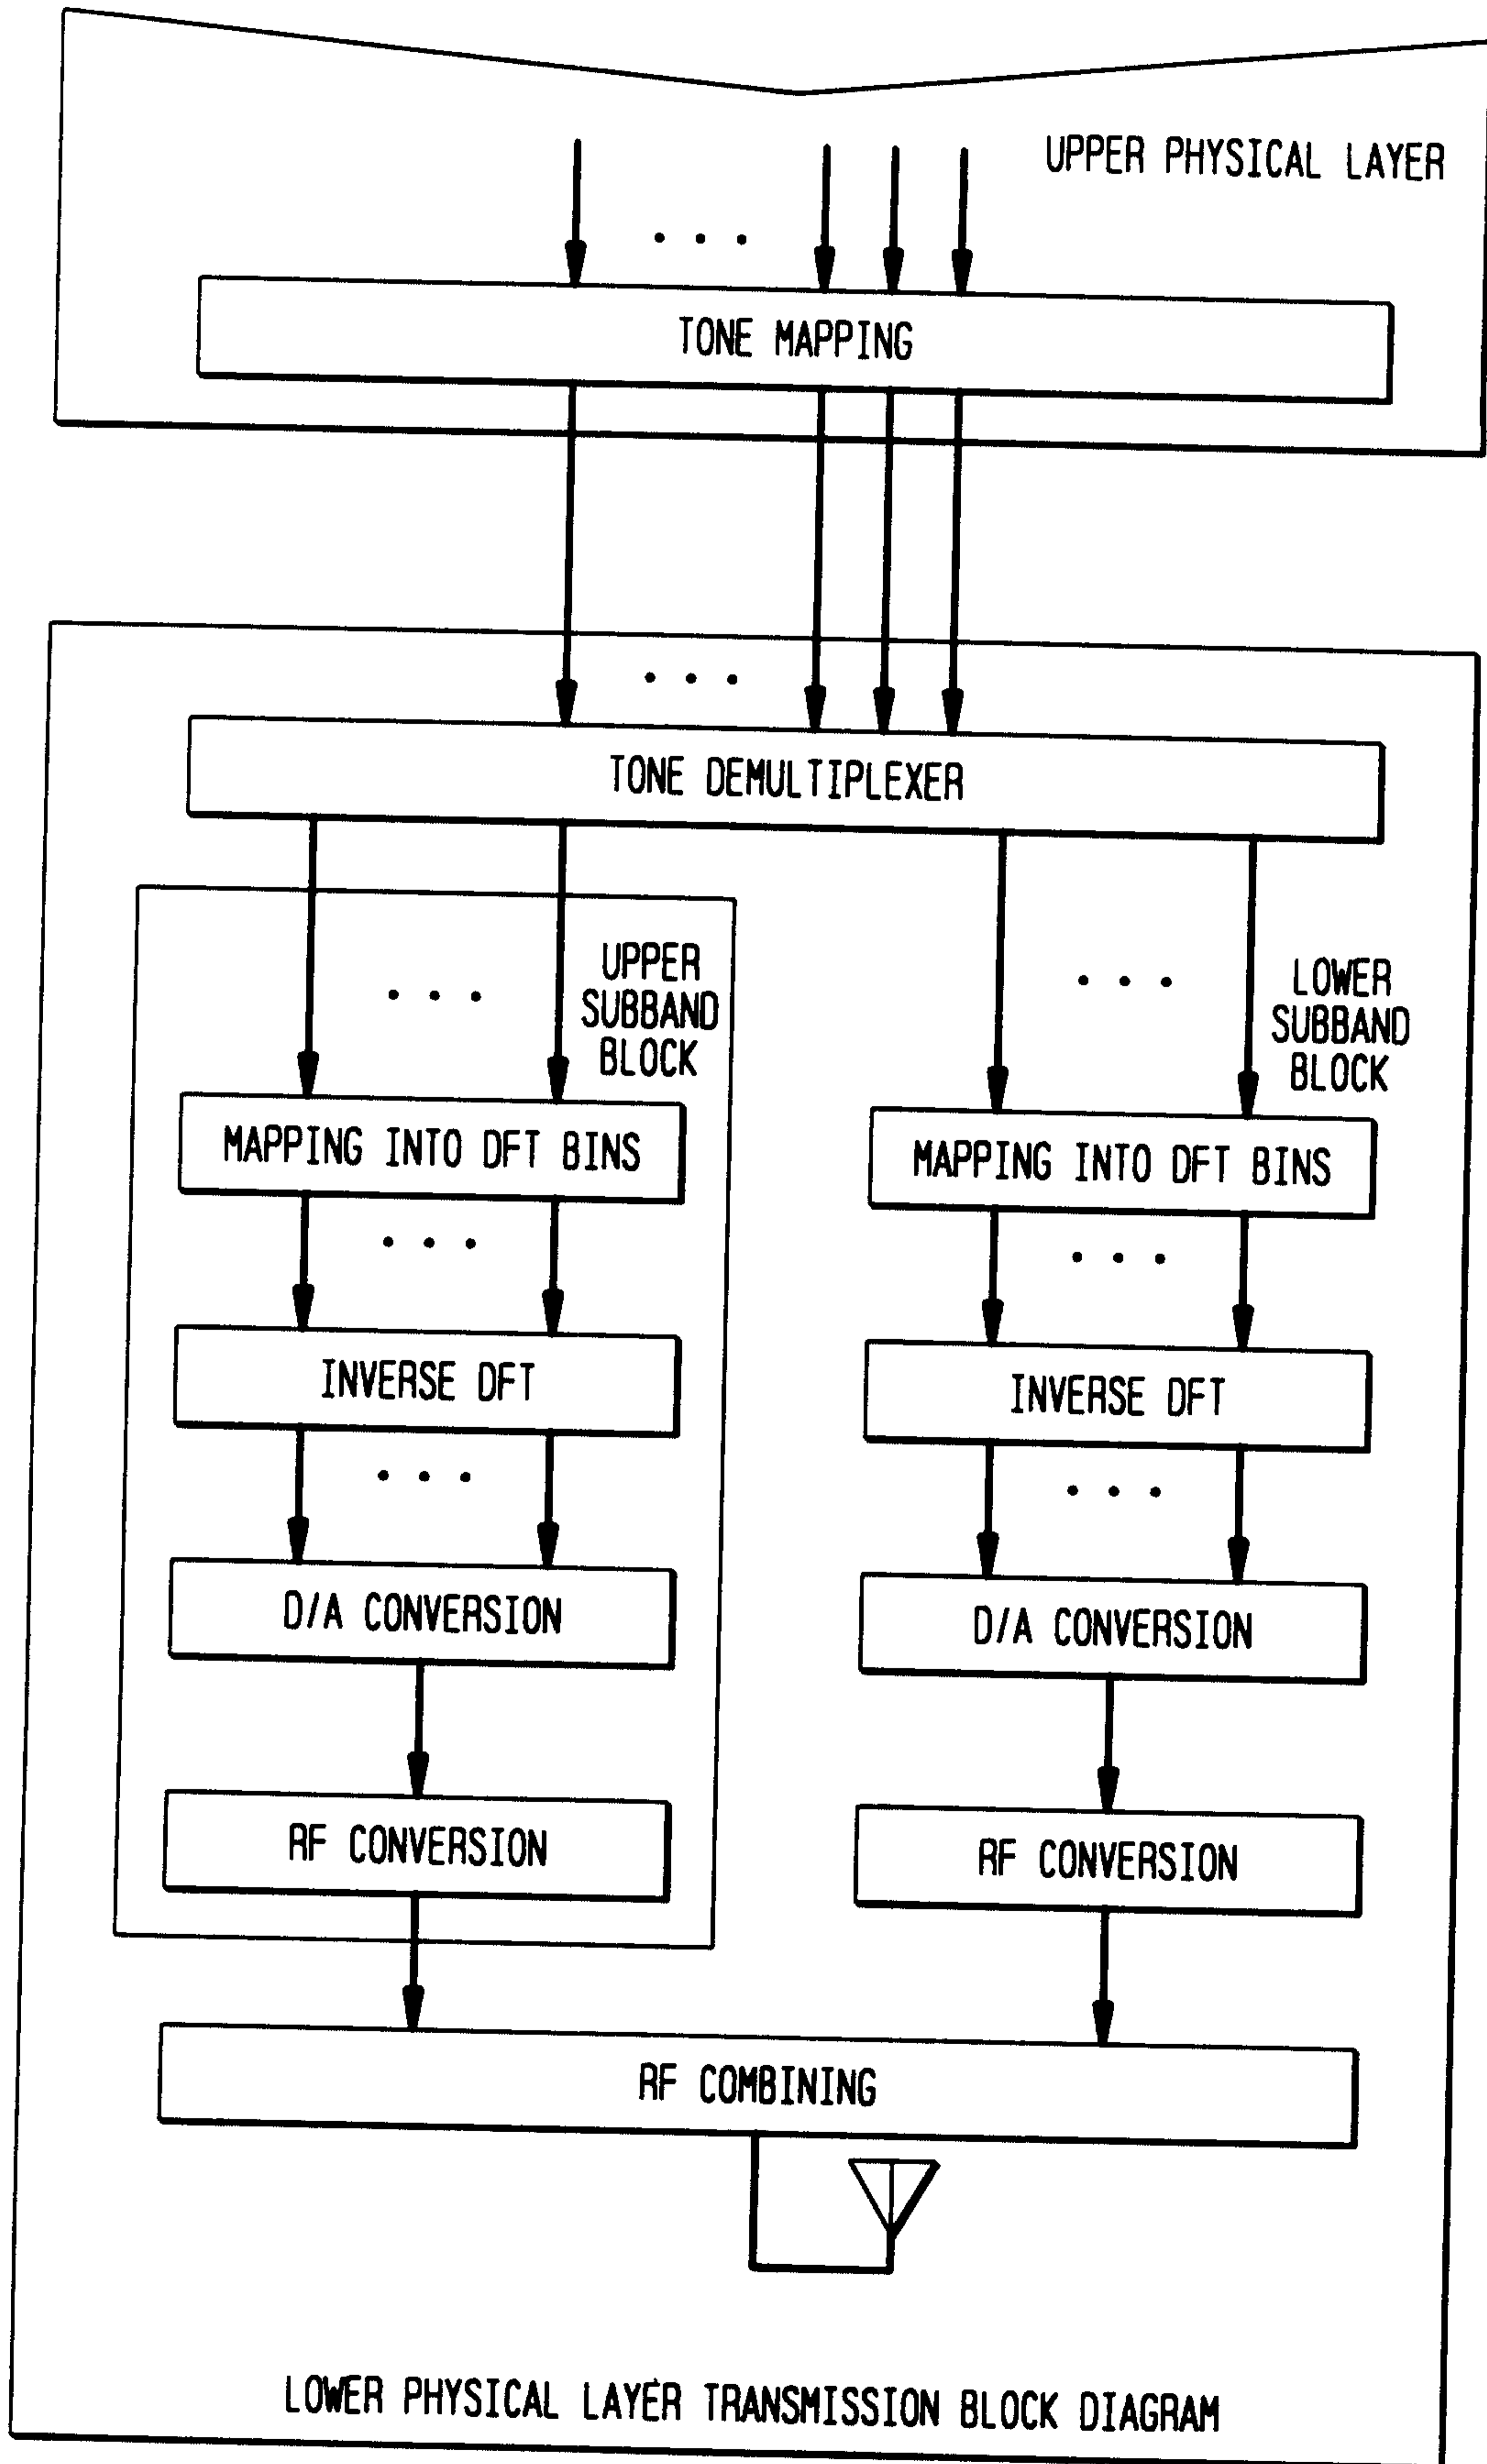 UPPER PHYSICAL LAYER
TONE MAPPING
TONE DEMULTIPLEXER
UPPER
SUBBAND
BLOCK
MAPPING INTO DFT BINS
INVERSE DFT
D/A CONVERSION
RF CONVERSION
LOWER
SUBBAND
BLOCK
MAPPING INTO DFT BINS
INVERSE DFT
D/A CONVERSION
RF CONVERSION
RF COMBINING
LOWER PHYSICAL LAYER TRANSMISSION BLOCK DIAGRAM